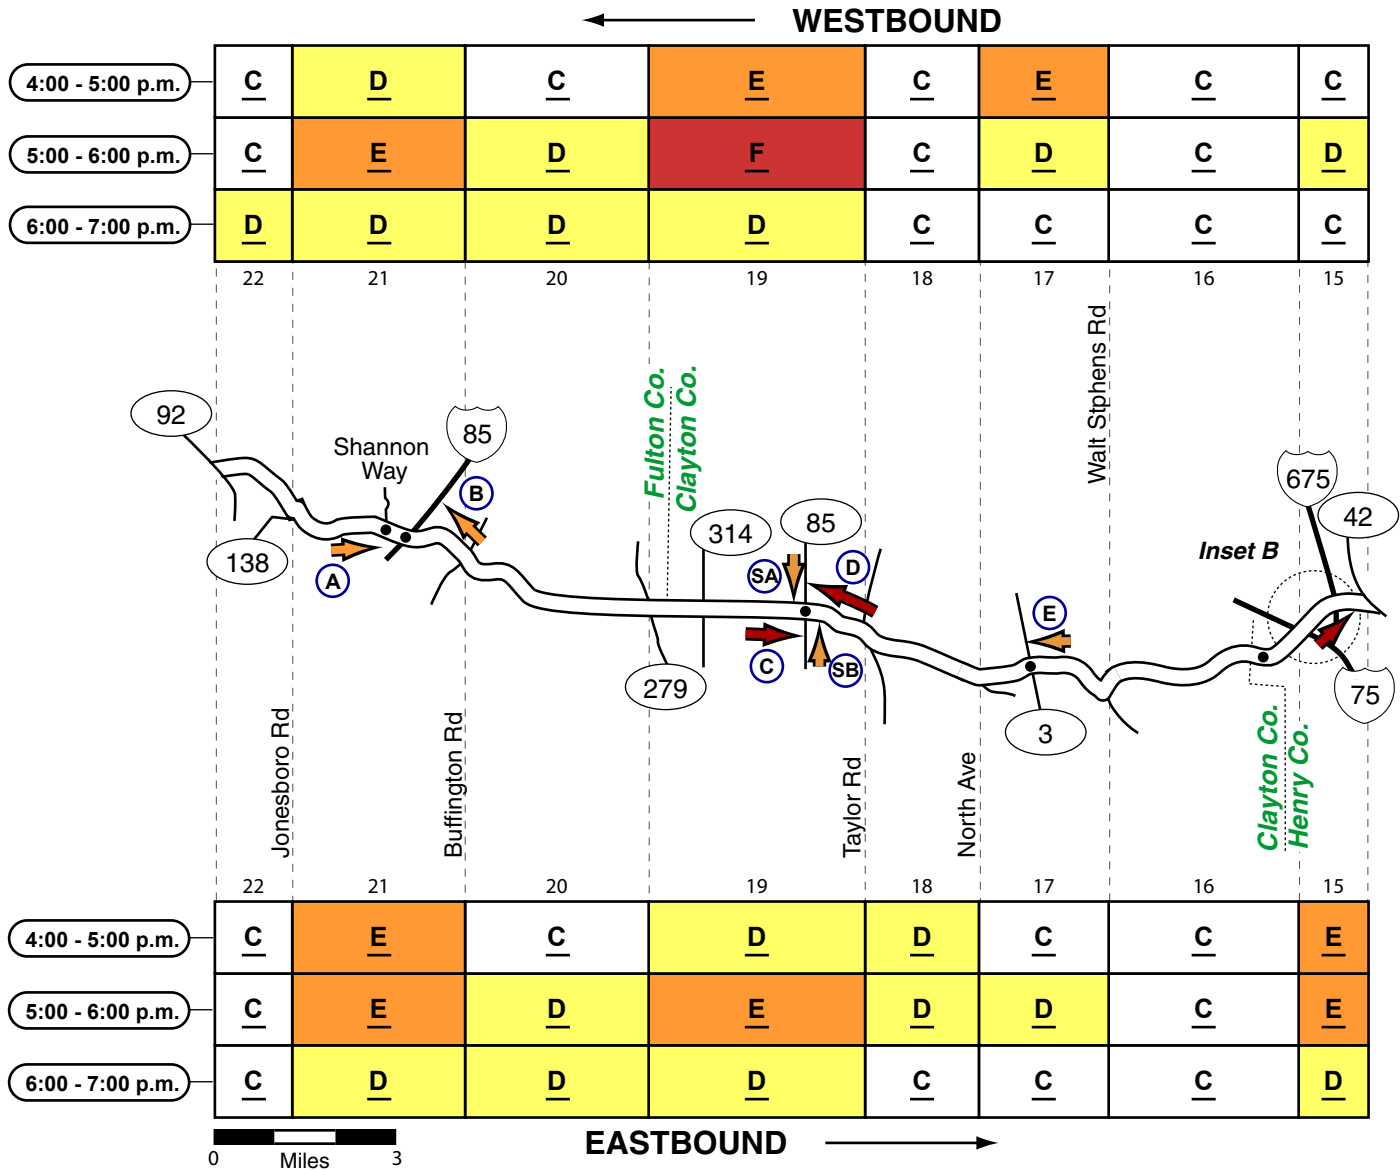 WESTBOUND
4:00 - 5:00 p.m. C D C E C E C C
5:00 - 6:00 p.m. C E D F C D C D
6:00 - 7:00 p.m. D D D D C C C C
22 21 20 19 18 17 16 15
Walt Stphens Rd
Fulton Co.
Clayton Co.
92
Shannon
Way
85
B
675
42
Inset B
138
A
314
85
SA
D
E
C
SB
279
3
75
Jonesboro Rd
Buffington Rd
Taylor Rd
North Ave
Clayton Co.
Henry Co.
22 21 20 19 18 17 16 15
4:00 - 5:00 p.m. C E C D D C C E
5:00 - 6:00 p.m. C E D E D D C E
6:00 - 7:00 p.m. C D D D C C C D
EASTBOUND
0 Miles 3